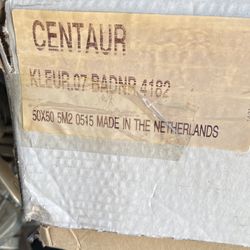 CENTAUR
KLEUR.07 BADNR 4182
50X50 5M2 0515 MADE IN THE NETHERLANDS